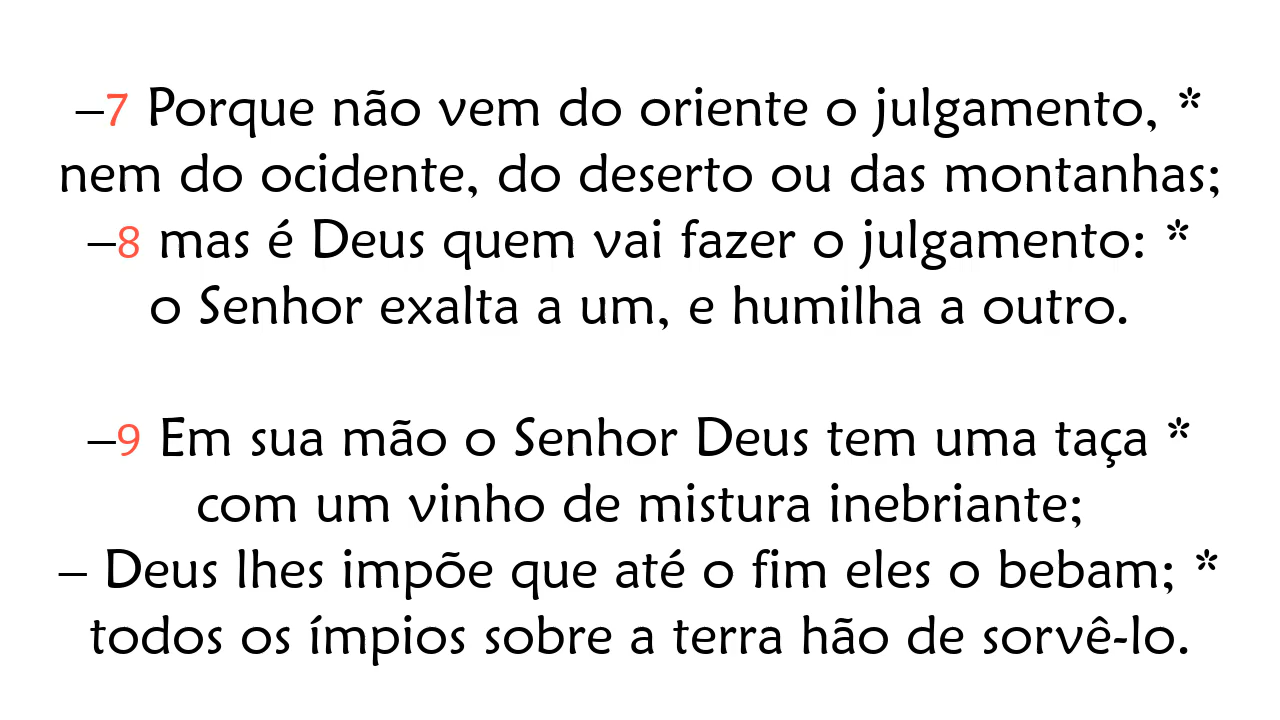 –7 Porque não vem do oriente o julgamento, *
nem do ocidente, do deserto ou das montanhas;
–8 mas é Deus quem vai fazer o julgamento: *
o Senhor exalta a um, e humilha a outro.
–9 Em sua mão o Senhor Deus tem uma taça *
com um vinho de mistura inebriante;
– Deus lhes impõe que até o fim eles o bebam; *
todos os ímpios sobre a terra hão de sorvê-lo.